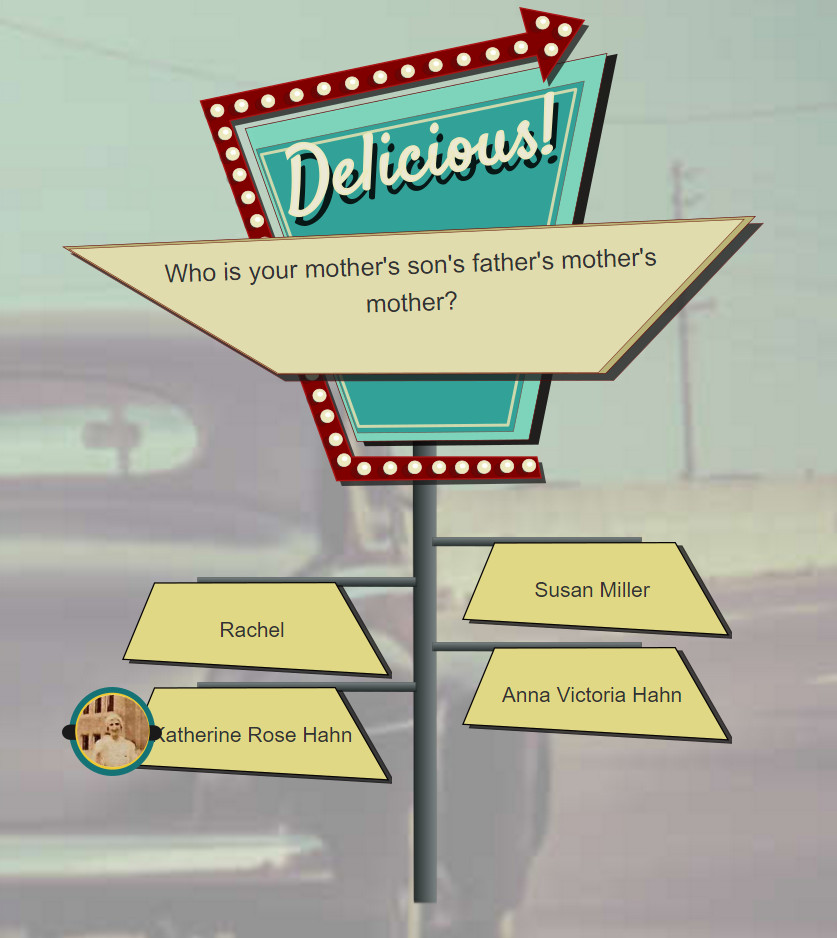 Delicious!
Who is your mother's son's father's mother's
mother?
Susan Miller
Rachel
Anna Victoria Hahn
Katherine Rose Hahn